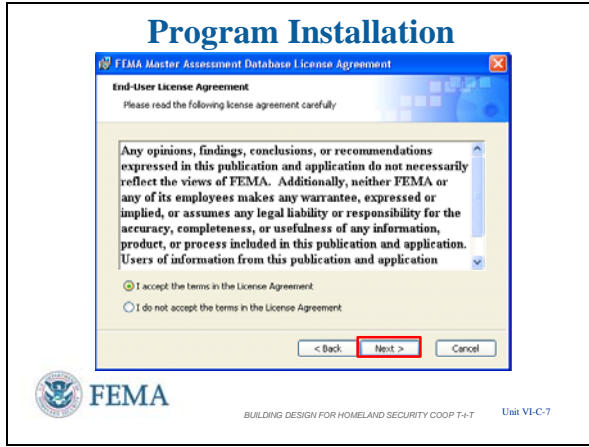 Program Installation
FEMA Master Assessment Database License Agreement
End-User License Agreement
Please read the following license agreement carefully
Any opinions, findings, conclusions, or recommendations
expressed in this publication and application do not necessarily
reflect the views of FEMA. Additionally, neither FEMA or
any of its employees makes any warrantee, expressed or
implied, or assumes any legal liability or responsibility for the
accuracy, completeness, or usefulness of any information,
product, or process included in this publication and application.
Users of information from this publication and application
I accept the terms in the License Agreement
I do not accept the terms in the License Agreement
< Back Next > Cancel
FEMA
BUILDING DESIGN FOR HOMELAND SECURITY COOP T-t-T Unit VI-C-7